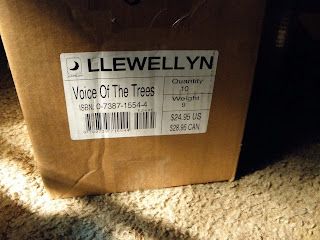 LLEWELLYN
Voice Of The Trees
ISBN: 0-7387-1554-4
Quantity
10
Weight
9
$24.95 US
$28.95 CAN.